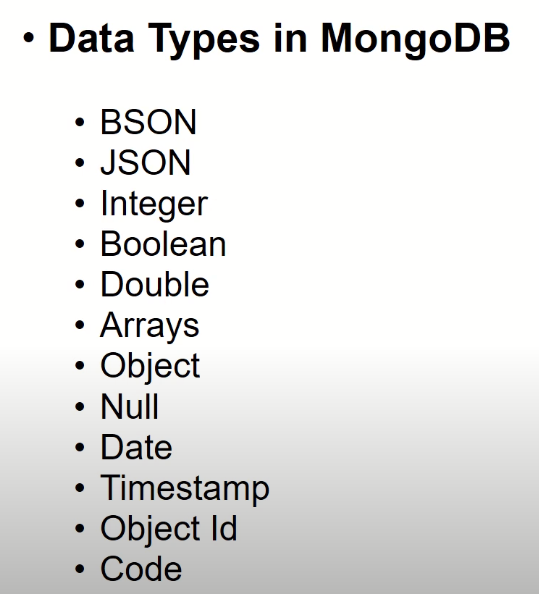 • Data Types in MongoDB
• BSON
• JSON
• Integer
• Boolean
• Double
• Arrays
• Object
• Null
• Date
• Timestamp
• Object Id
• Code